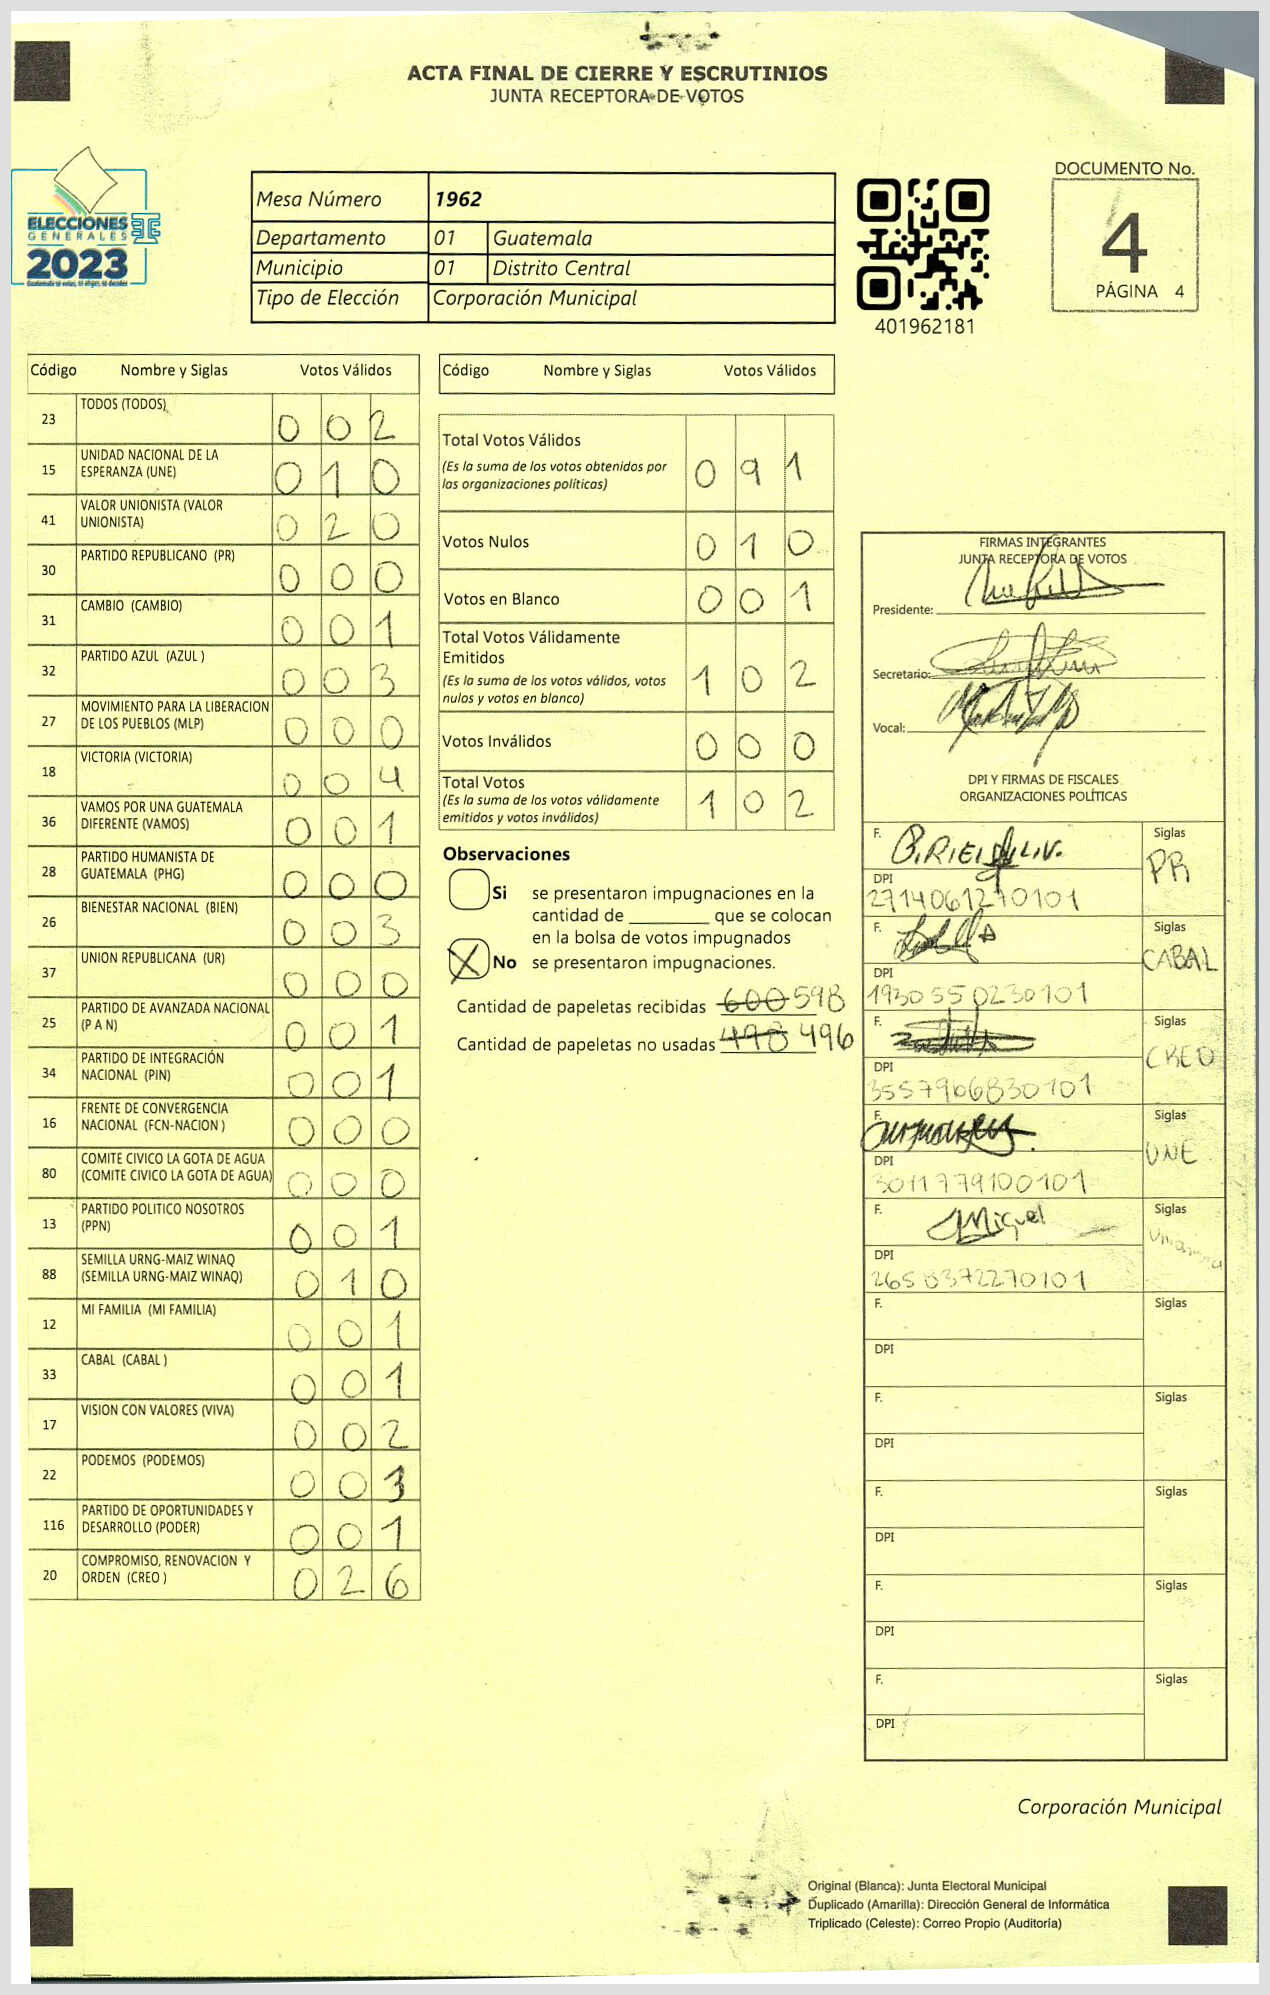 ACTA FINAL DE CIERRE Y ESCRUTINIOS
JUNTA RECEPTORA DE VOTOS
ELECCIONES
GENERALES
2023
Guatemala te vota, tú eliges, tú decides
Mesa Número 1962
Departamento 01 Guatemala
Municipio 01 Distrito Central
Tipo de Elección Corporación Municipal
401962181
DOCUMENTO No.
4
PÁGINA 4
Código Nombre y Siglas Votos Válidos
23 TODOS (TODOS) 0 0 2
15 UNIDAD NACIONAL DE LA
ESPERANZA (UNE) 0 1 0
41 VALOR UNIONISTA (VALOR
UNIONISTA) 0 2 0
30 PARTIDO REPUBLICANO (PR) 0 0 0
31 CAMBIO (CAMBIO) 0 0 1
32 PARTIDO AZUL (AZUL ) 0 0 3
27 MOVIMIENTO PARA LA LIBERACION
DE LOS PUEBLOS (MLP) 0 0 0
18 VICTORIA (VICTORIA) 0 0 4
36 VAMOS POR UNA GUATEMALA
DIFERENTE (VAMOS) 0 0 1
28 PARTIDO HUMANISTA DE
GUATEMALA (PHG) 0 0 0
26 BIENESTAR NACIONAL (BIEN) 0 0 3
37 UNION REPUBLICANA (UR) 0 0 0
25 PARTIDO DE AVANZADA NACIONAL
(P A N) 0 0 1
34 PARTIDO DE INTEGRACIÓN
NACIONAL (PIN) 0 0 1
16 FRENTE DE CONVERGENCIA
NACIONAL (FCN-NACION ) 0 0 0
80 COMITE CIVICO LA GOTA DE AGUA
(COMITE CIVICO LA GOTA DE AGUA) 0 0 0
13 PARTIDO POLITICO NOSOTROS
(PPN) 0 0 1
88 SEMILLA URNG-MAIZ WINAQ
(SEMILLA URNG-MAIZ WINAQ) 0 1 0
12 MI FAMILIA (MI FAMILIA) 0 0 1
33 CABAL (CABAL ) 0 0 1
17 VISION CON VALORES (VIVA) 0 0 2
22 PODEMOS (PODEMOS) 0 0 3
116 PARTIDO DE OPORTUNIDADES Y
DESARROLLO (PODER) 0 0 1
20 COMPROMISO, RENOVACION Y
ORDEN (CREO ) 0 2 6
Código Nombre y Siglas Votos Válidos
Total Votos Válidos
(Es la suma de los votos obtenidos por
las organizaciones políticas) 0 9 1
Votos Nulos 0 1 0
Votos en Blanco 0 0 1
Total Votos Válidamente
Emitidos
(Es la suma de los votos válidos, votos
nulos y votos en blanco) 1 0 2
Votos Inválidos 0 0 0
Total Votos
(Es la suma de los votos válidamente
emitidos y votos inválidos) 1 0 2
Observaciones
Si se presentaron impugnaciones en la
cantidad de ________ que se colocan
en la bolsa de votos impugnados
X No se presentaron impugnaciones.
Cantidad de papeletas recibidas 600 598
Cantidad de papeletas no usadas 498 496
FIRMAS INTEGRANTES
JUNTA RECEPTORA DE VOTOS
Presidente:
Secretario:
Vocal:
DPI Y FIRMAS DE FISCALES
ORGANIZACIONES POLÍTICAS
F. Siglas
PR
DPI
2714061270101
F. Siglas
CABAL
DPI
1930550230101
F. Siglas
CREO
DPI
3557966830101
F. Siglas
UNE
DPI
3011779100101
F. Miguel Siglas
DPI
2650372270101
F. Siglas
DPI
F. Siglas
DPI
F. Siglas
DPI
F. Siglas
DPI
F. Siglas
DPI
Corporación Municipal
Original (Blanca): Junta Electoral Municipal
Duplicado (Amarilla): Dirección General de Informática
Triplicado (Celeste): Correo Propio (Auditoría)